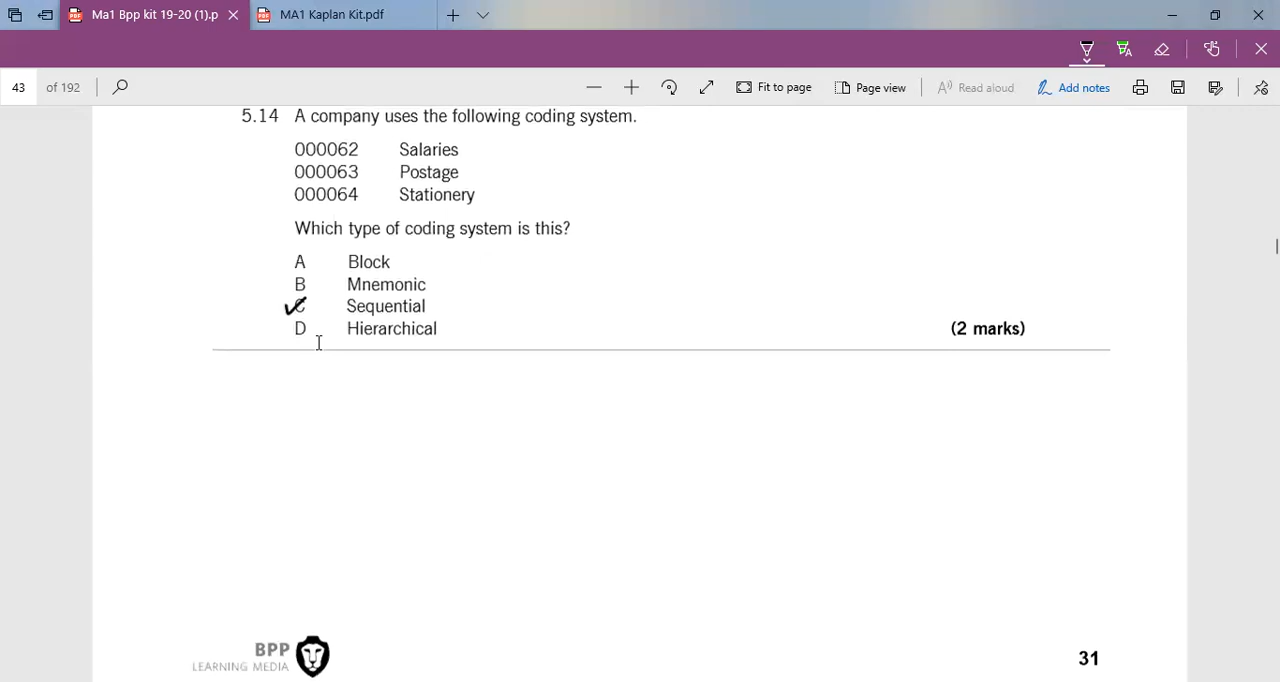 Ma1 Bpp kit 19-20 (1).p
MA1 Kaplan Kit.pdf
43 of 192
Fit to page
Page view
Read aloud
Add notes
5.14 A company uses the following coding system.
000062 Salaries
000063 Postage
000064 Stationery
Which type of coding system is this?
A Block
B Mnemonic
C Sequential
D Hierarchical (2 marks)
BPP
LEARNING MEDIA
31